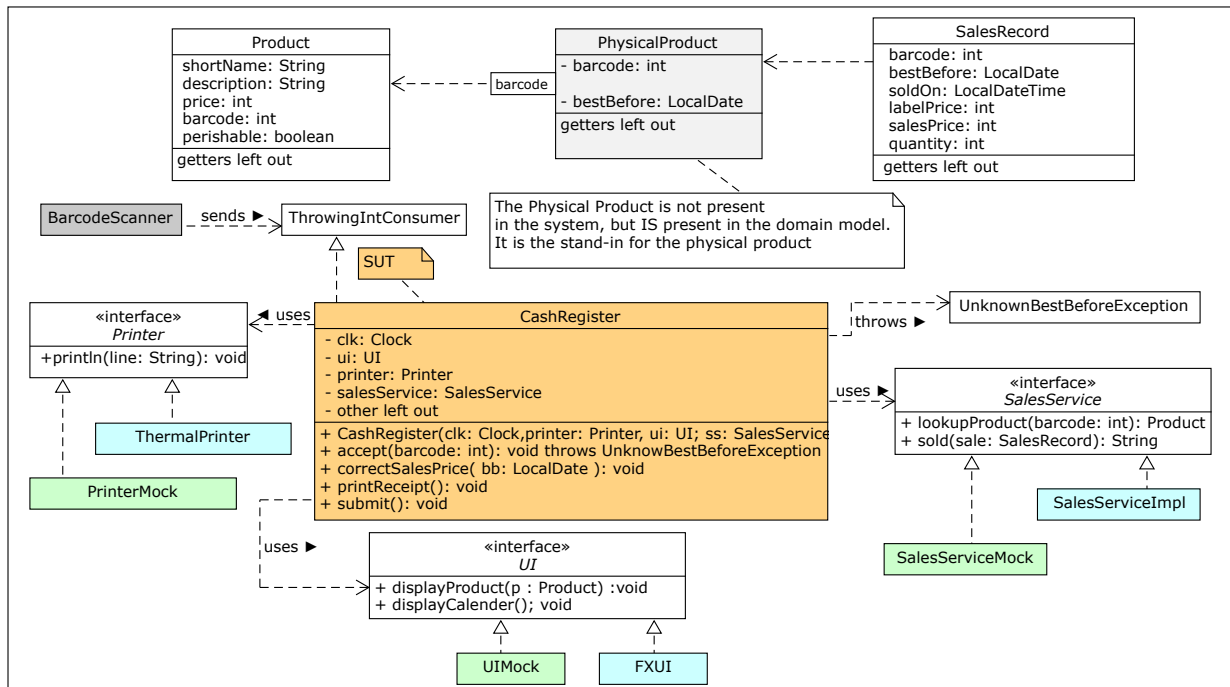 Product
shortName: String
description: String
price: int
barcode: int
perishable: boolean
getters left out
barcode
PhysicalProduct
- barcode: int
- bestBefore: LocalDate
getters left out
SalesRecord
barcode: int
bestBefore: LocalDate
soldOn: LocalDateTime
labelPrice: int
salesPrice: int
quantity: int
getters left out
The Physical Product is not present
in the system, but IS present in the domain model.
It is the stand-in for the physical product
BarcodeScanner
sends ►
ThrowingIntConsumer
SUT
«interface»
Printer
+println(line: String): void
◄ uses
ThermalPrinter
PrinterMock
CashRegister
- clk: Clock
- ui: UI
- printer: Printer
- salesService: SalesService
- other left out
+ CashRegister(clk: Clock,printer: Printer, ui: UI; ss: SalesService
+ accept(barcode: int): void throws UnknowBestBeforeException
+ correctSalesPrice( bb: LocalDate ): void
+ printReceipt(): void
+ submit(): void
throws ►
UnknownBestBeforeException
uses ►
«interface»
SalesService
+ lookupProduct(barcode: int): Product
+ sold(sale: SalesRecord): String
SalesServiceImpl
SalesServiceMock
uses ►
«interface»
UI
+ displayProduct(p : Product) :void
+ displayCalender(); void
UIMock
FXUI